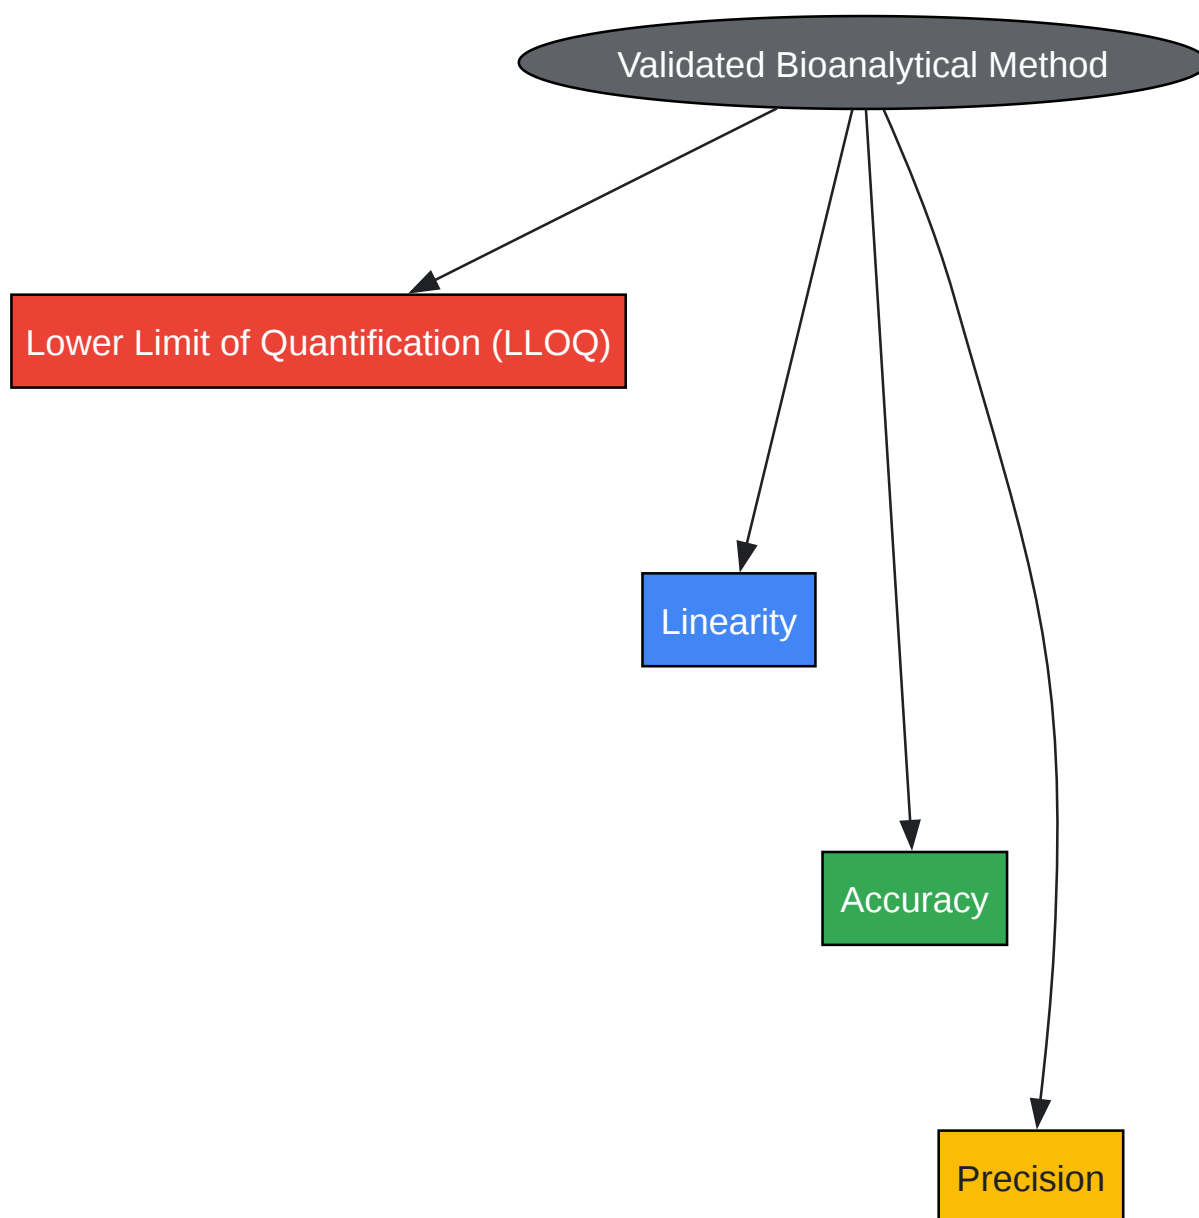 Validated Bioanalytical Method
Lower Limit of Quantification (LLOQ)
Linearity
Accuracy
Precision